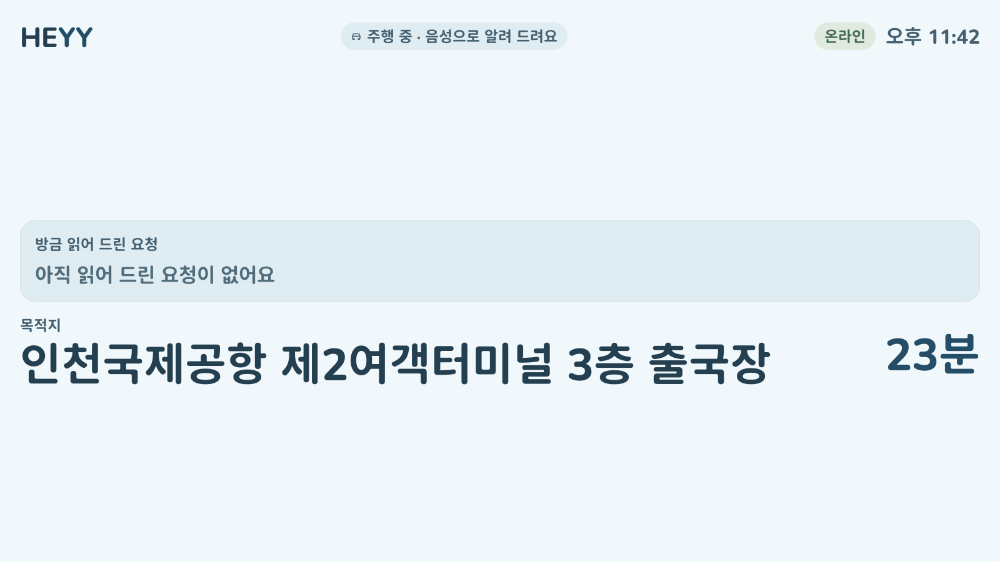 HEYY
주행 중 · 음성으로 알려 드려요
온라인
오후 11:42
방금 읽어 드린 요청
아직 읽어 드린 요청이 없어요
목적지
인천국제공항 제2여객터미널 3층 출국장
23분